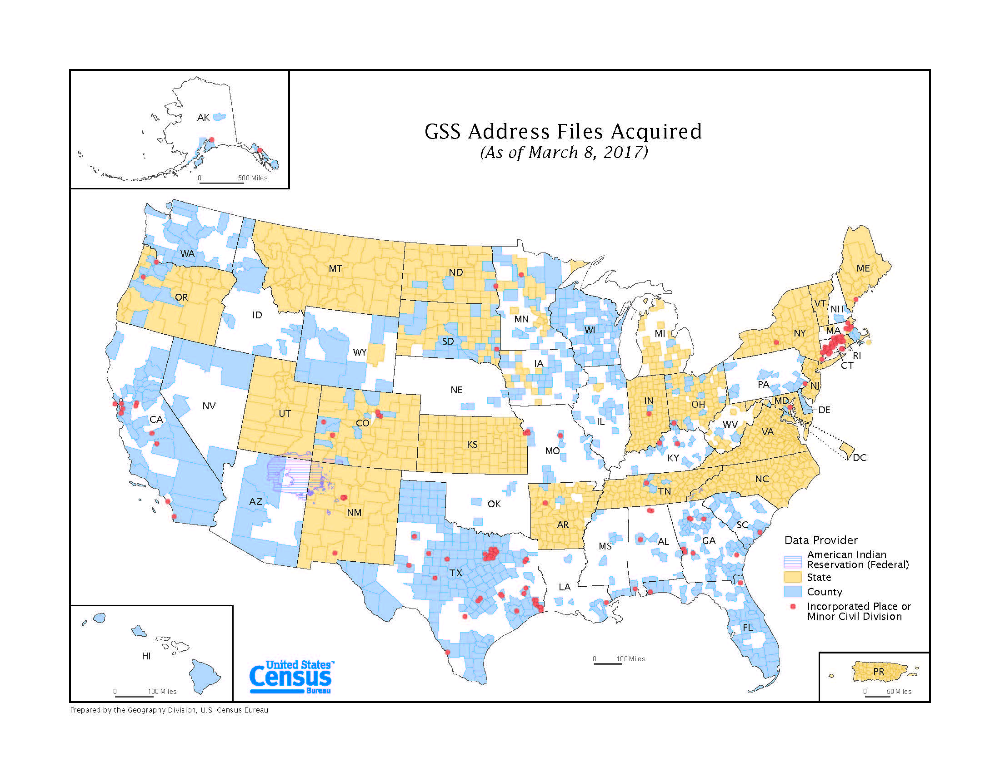 GSS Address Files Acquired
(As of March 8, 2017)
AK
0 500 Miles
WA
MT
ND
ME
OR
ID
MN
VT
NH
WI
MI
NY
MA
SD
WY
IA
RI
CT
NE
PA
NJ
NV
UT
CO
IN
OH
MD
DE
CA
IL
WV
VA
KS
MO
KY
DC
NC
AZ
NM
OK
TN
AR
SC
MS
AL
GA
TX
LA
FL
Data Provider
American Indian
Reservation (Federal)
State
County
Incorporated Place or
Minor Civil Division
HI
0 100 Miles
United States™
Census
Bureau
0 100 Miles
PR
0 50 Miles
Prepared by the Geography Division, U.S. Census Bureau